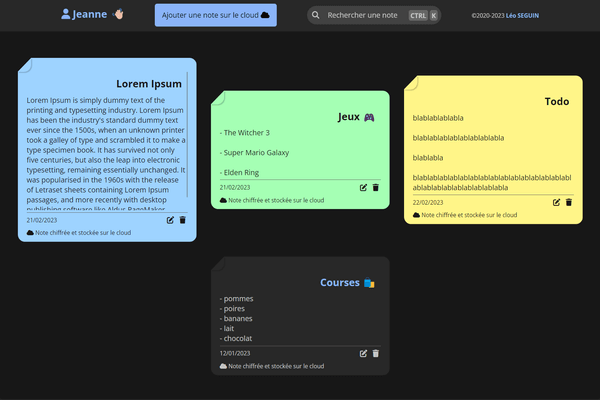 Jeanne 👋🏻
Ajouter une note sur le cloud
Rechercher une note CTRL K
©2020-2023 Léo SEGUIN
Lorem Ipsum
Lorem Ipsum is simply dummy text of the
printing and typesetting industry. Lorem Ipsum
has been the industry's standard dummy text
ever since the 1500s, when an unknown printer
took a galley of type and scrambled it to make a
type specimen book. It has survived not only
five centuries, but also the leap into electronic
typesetting, remaining essentially unchanged. It
was popularised in the 1960s with the release
of Letraset sheets containing Lorem Ipsum
passages, and more recently with desktop
publishing software like Aldus PageMaker
21/02/2023
Note chiffrée et stockée sur le cloud
Jeux 🎮
- The Witcher 3
- Super Mario Galaxy
- Elden Ring
21/02/2023
Note chiffrée et stockée sur le cloud
Todo
blablablablabla
blablablablablablablablabla
blablabla
blablablablablablablablablablablablablablabla
blablablablablablablablabla
22/02/2023
Note chiffrée et stockée sur le cloud
Courses 🛍️
- pommes
- poires
- bananes
- lait
- chocolat
12/01/2023
Note chiffrée et stockée sur le cloud